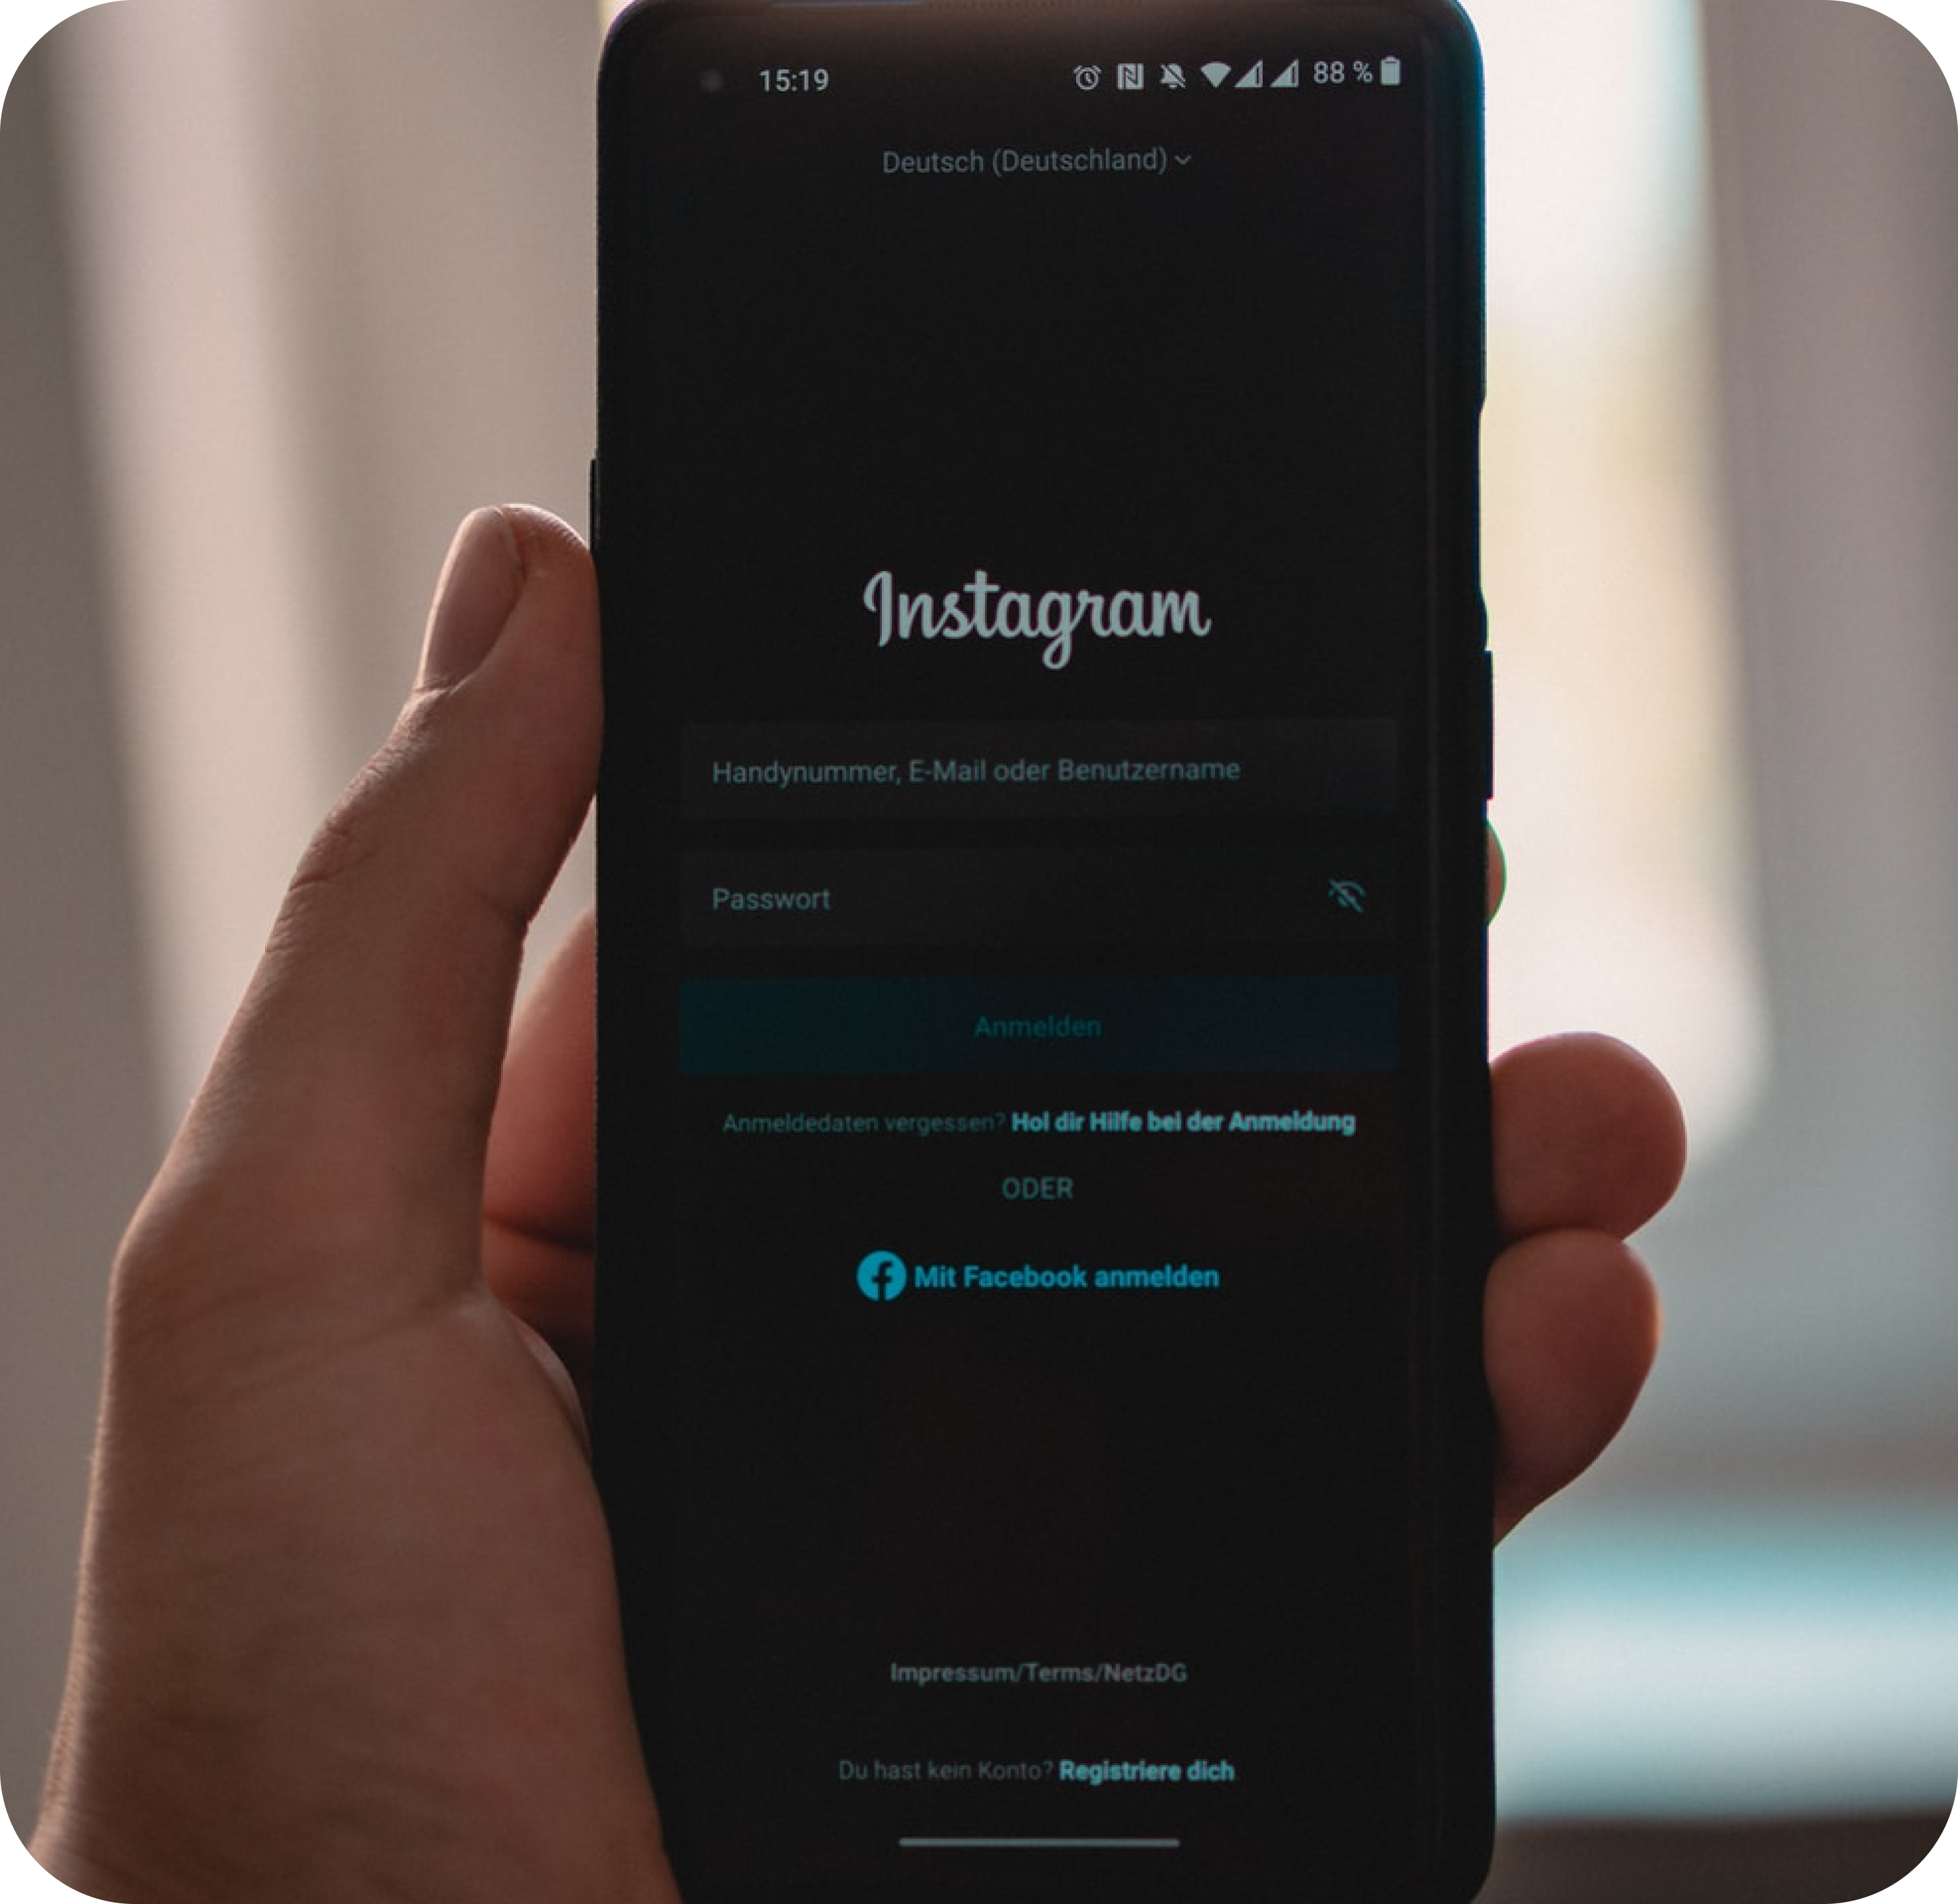 15:19 88 %
Deutsch (Deutschland)
Instagram
Handynummer, E-Mail oder Benutzername
Passwort
Anmelden
Anmeldedaten vergessen? Hol dir Hilfe bei der Anmeldung
ODER
Mit Facebook anmelden
Impressum/Terms/NetzDG
Du hast kein Konto? Registriere dich